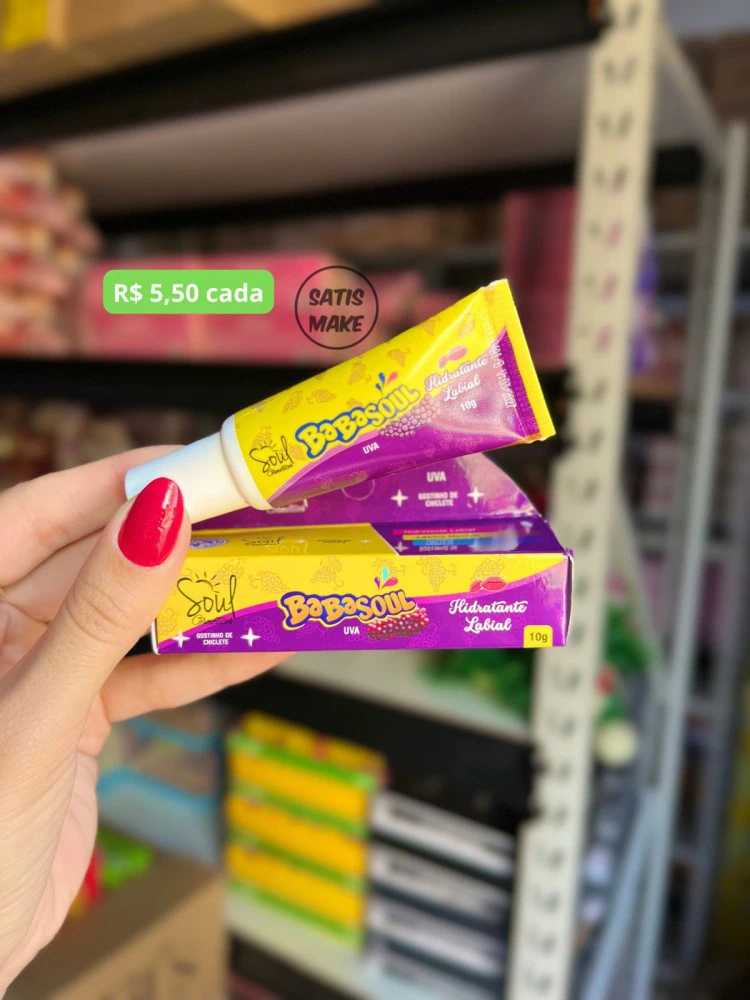 R$ 5,50 cada
SATIS
MAKE
Soul
BaBaSOUL
UVA
Hidratante
Labial
10g
UVA
GOSTINHO DE
CHICLETE
Soul
GOSTINHO DE
CHICLETE
BaBaSOUL
UVA
Hidratante
Labial
10g